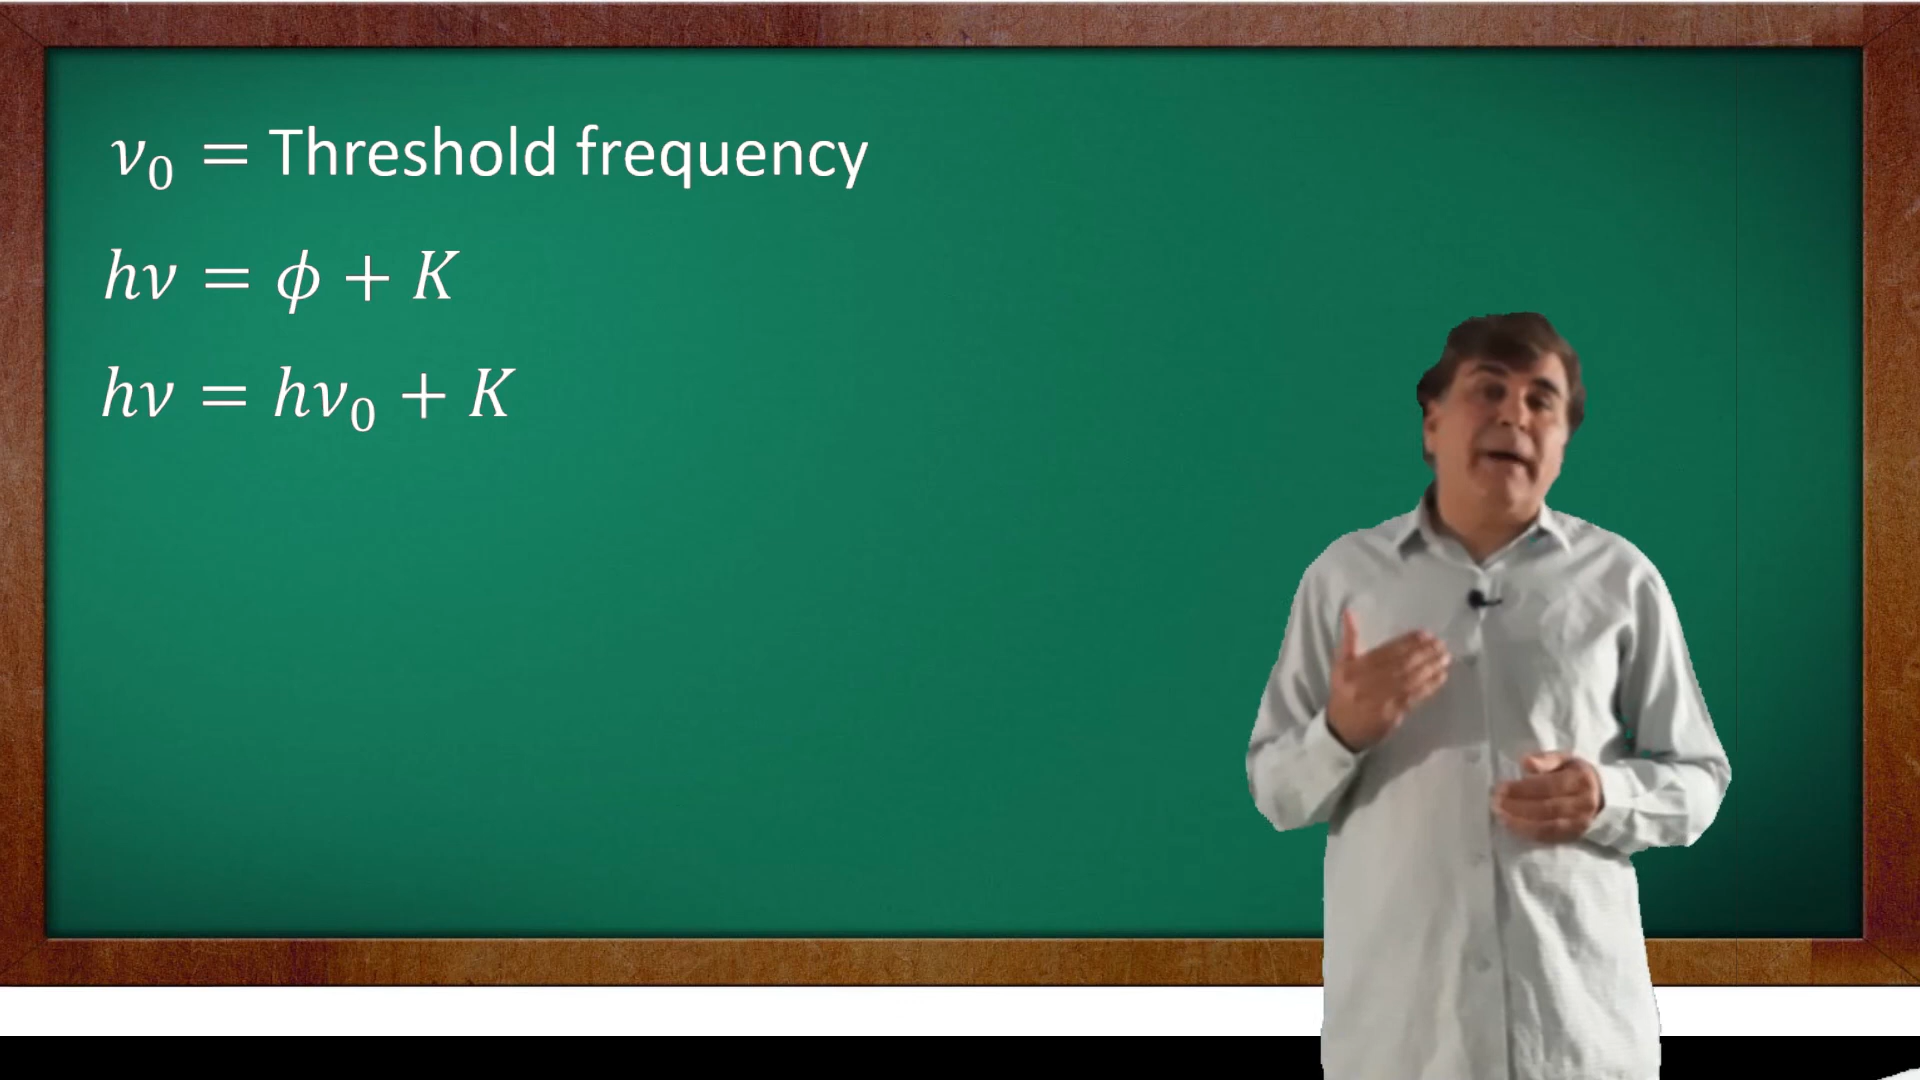 ν₀ = Threshold frequency
hν = ϕ + K
hν = hν₀ + K